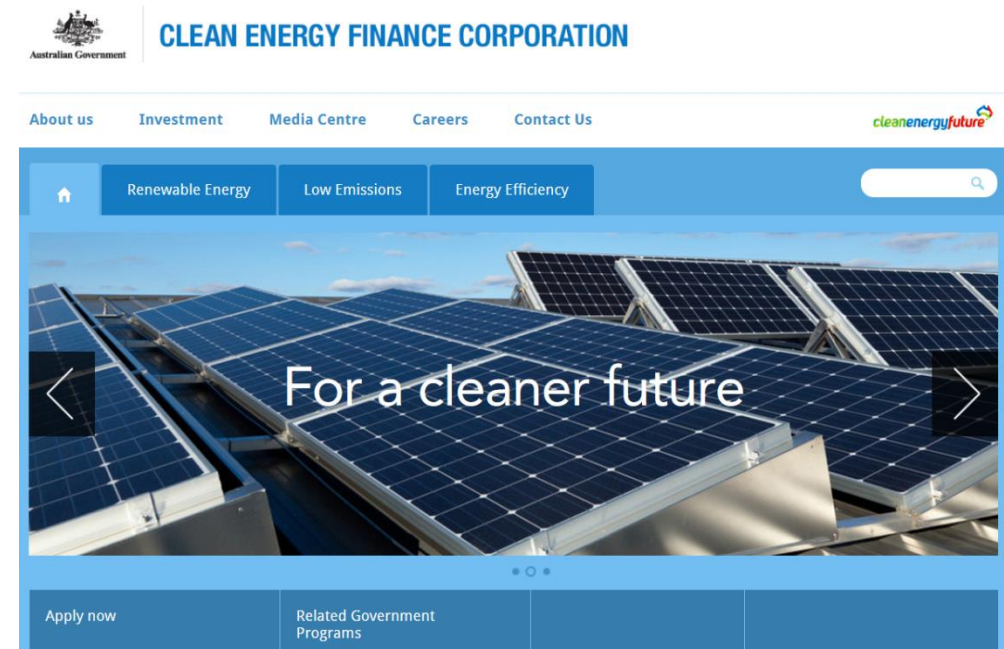 Australian Government
CLEAN ENERGY FINANCE CORPORATION
About us Investment Media Centre Careers Contact Us
cleanenergyfuture
Renewable Energy Low Emissions Energy Efficiency
For a cleaner future
Apply now
Related Government
Programs